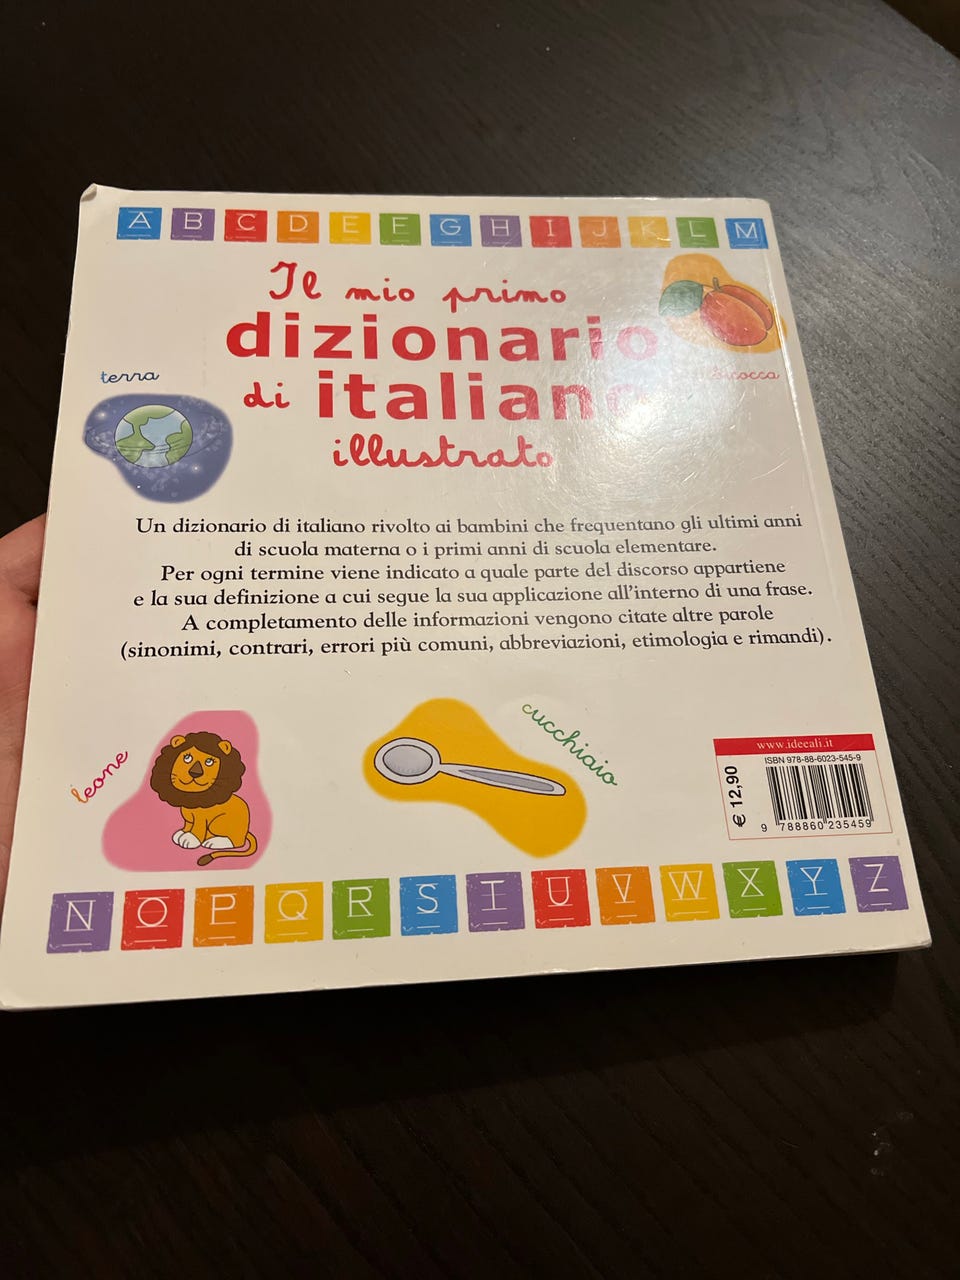 A B C D E F G H I J K L M
Il mio primo
dizionario
di italiano
illustrato
terra
Un dizionario di italiano rivolto ai bambini che frequentano gli ultimi anni
di scuola materna o i primi anni di scuola elementare.
Per ogni termine viene indicato a quale parte del discorso appartiene
e la sua definizione a cui segue la sua applicazione all'interno di una frase.
A completamento delle informazioni vengono citate altre parole
(sinonimi, contrari, errori più comuni, abbreviazioni, etimologia e rimandi).
leone
cucchiaio
www.ideeali.it
ISBN 978-88-6023-545-9
€ 12,90
9 788860 235459
N O P Q R S T U V W X Y Z